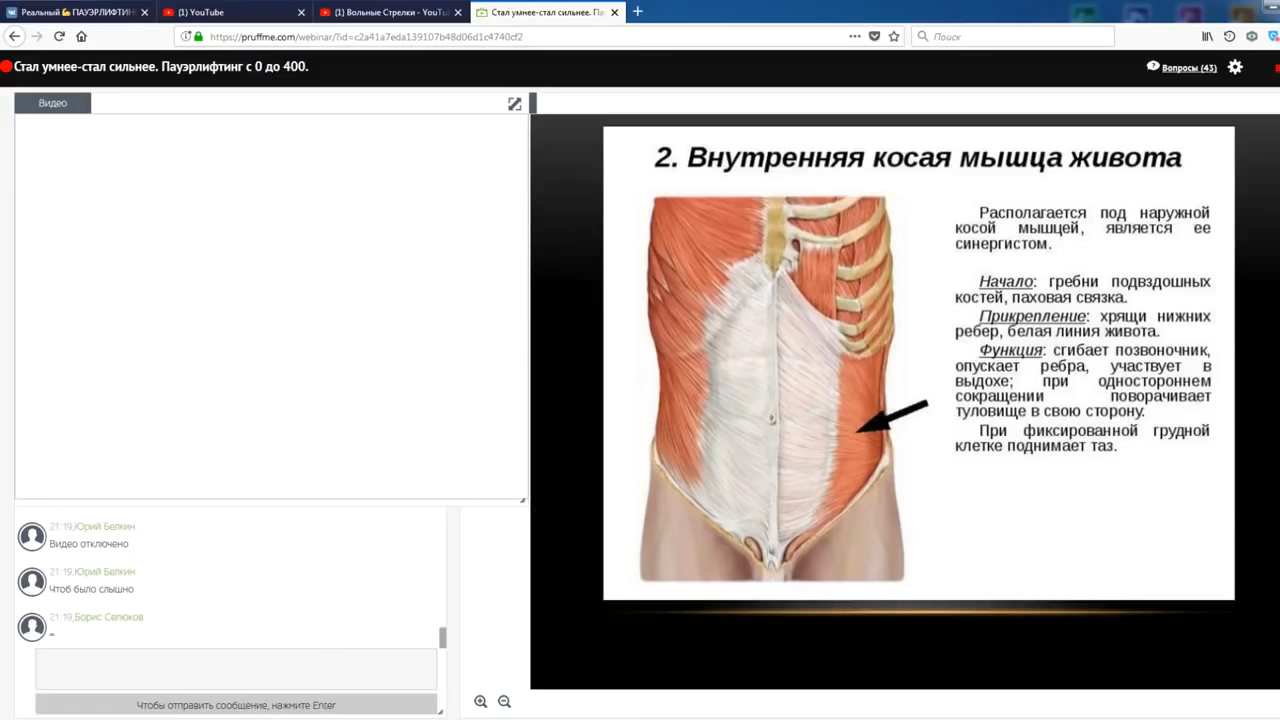 Реальный 💪 ПАУЭРЛИФТИН
(1) YouTube
(1) Вольные Стрелки - YouTu
Стал умнее-стал сильнее. Па
https://pruffme.com/webinar/?id=c2a41a7eda139107b48d06d1c4740cf2
Поиск
Стал умнее-стал сильнее. Пауэрлифтинг с 0 до 400.
Вопросы (43)
Видео
2. Внутренняя косая мышца живота
Располагается под наружной
косой мышцей, является ее
синергистом.
Начало: гребни подвздошных
костей, паховая связка.
Прикрепление: хрящи нижних
ребер, белая линия живота.
Функция: сгибает позвоночник,
опускает ребра, участвует в
выдохе; при одностороннем
сокращении поворачивает
туловище в свою сторону.
При фиксированной грудной
клетке поднимает таз.
21:19,Юрий Белкин
Видео отключено
21:19,Юрий Белкин
Чтоб было слышно
21:19,Борис Селюков
=
Чтобы отправить сообщение, нажмите Enter